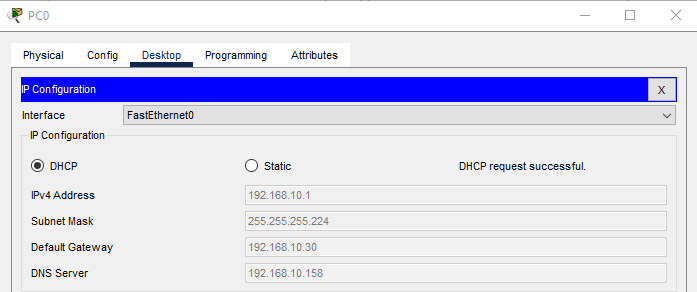 PC0
Physical Config Desktop Programming Attributes
IP Configuration X
Interface FastEthernet0
IP Configuration
DHCP Static DHCP request successful.
IPv4 Address 192.168.10.1
Subnet Mask 255.255.255.224
Default Gateway 192.168.10.30
DNS Server 192.168.10.158